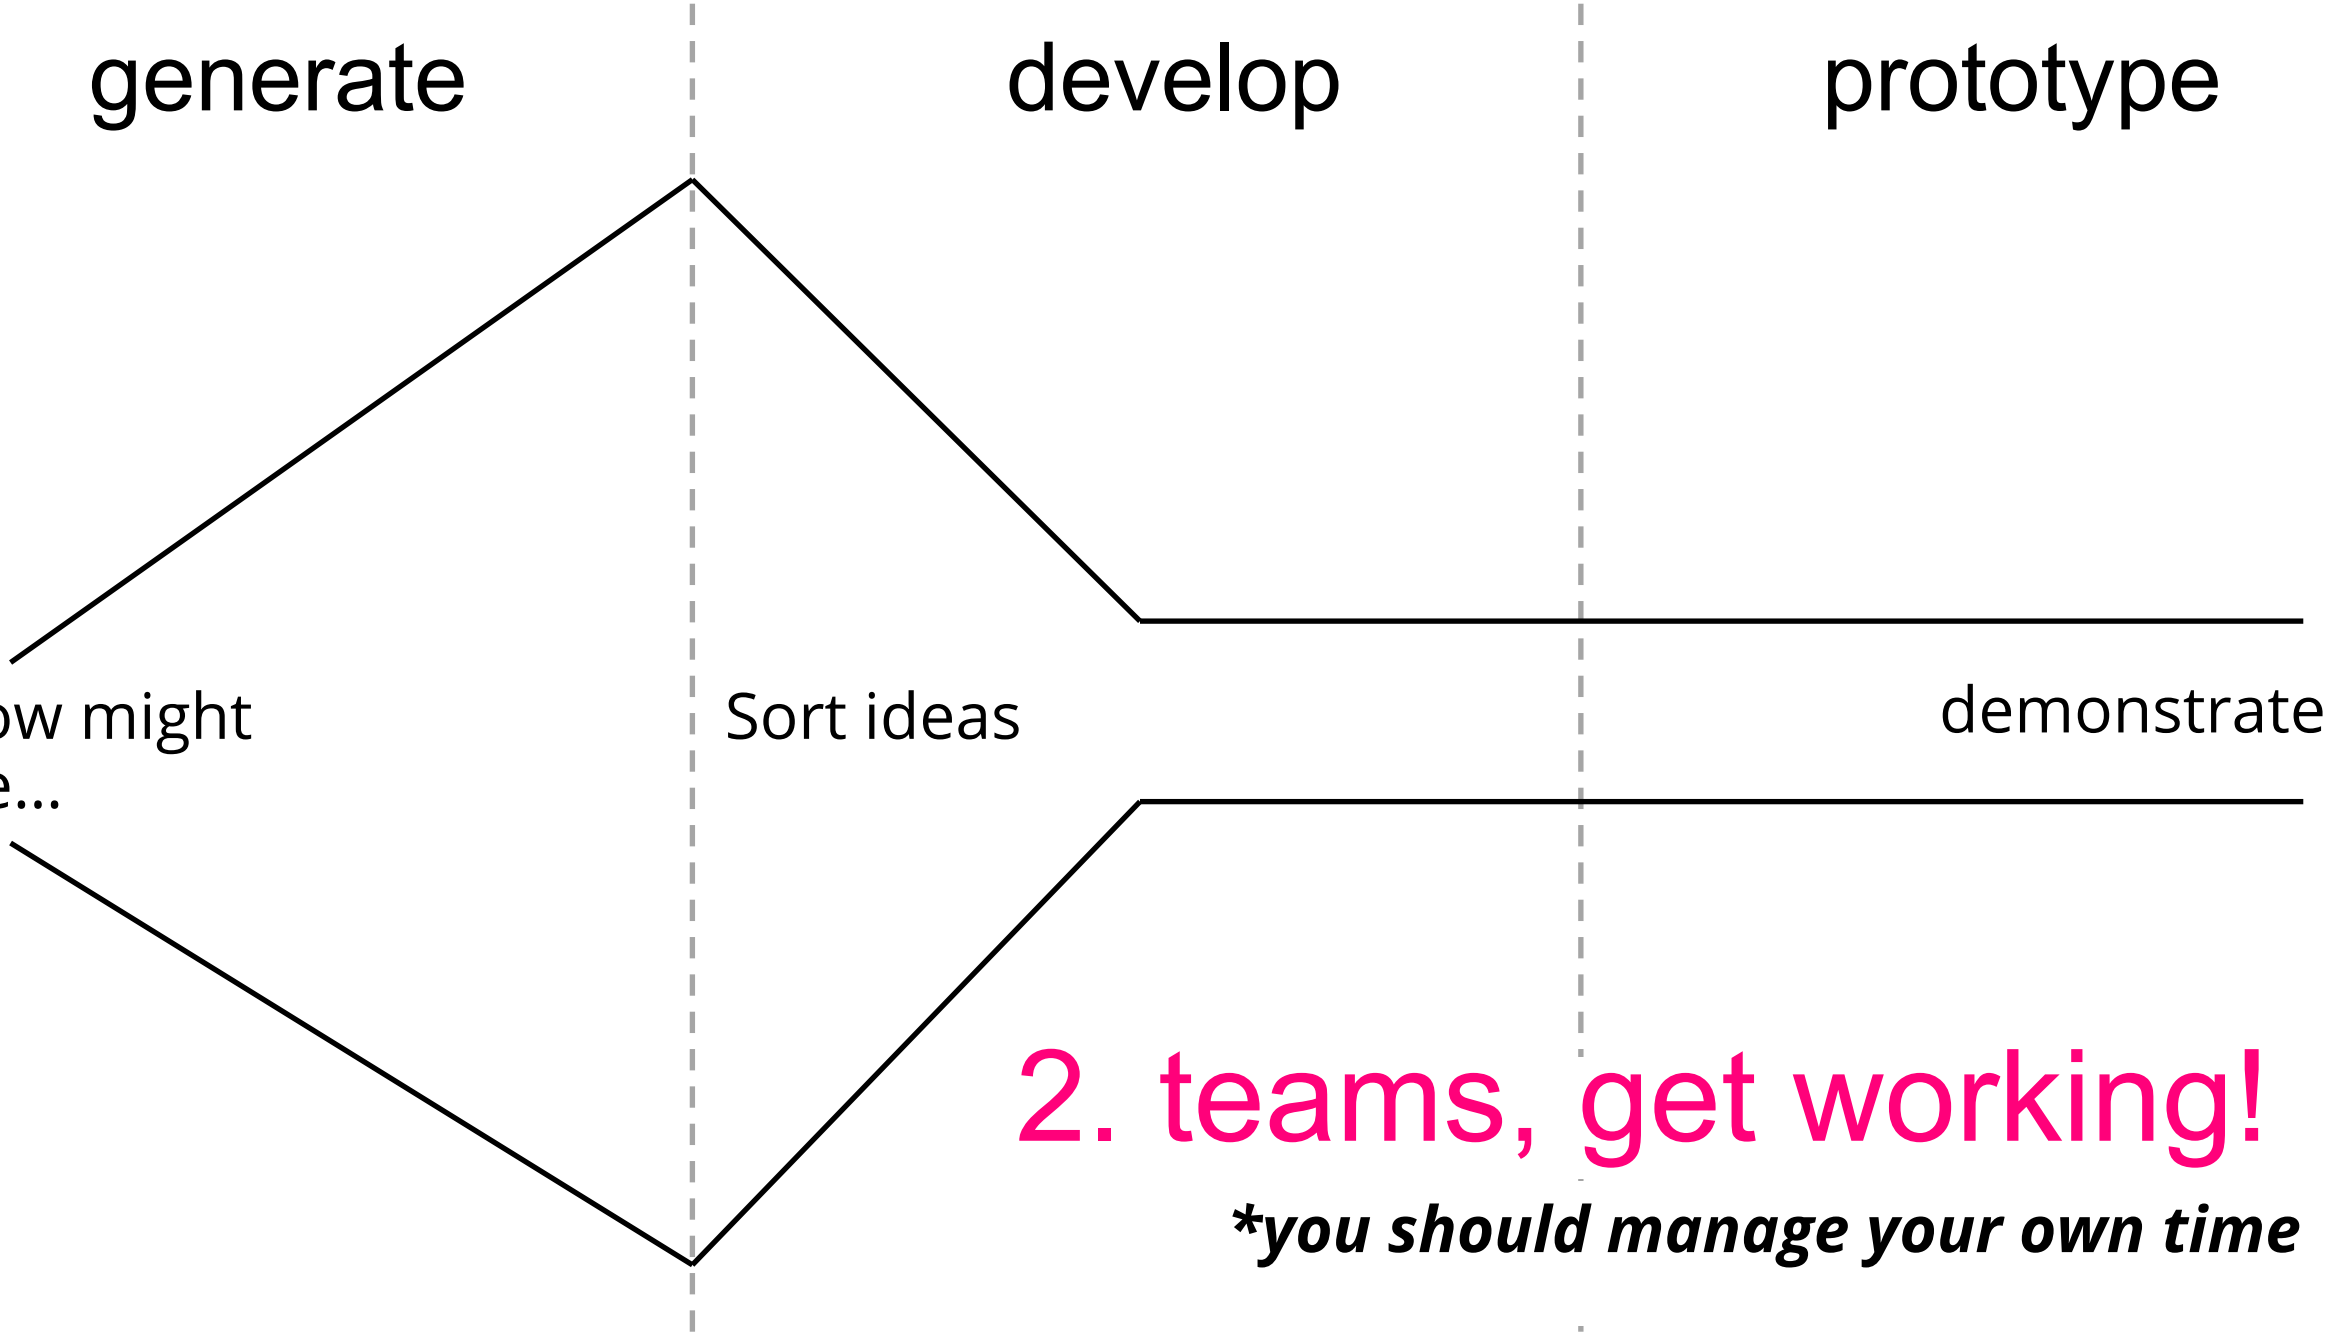 generate
develop
prototype
ow might
e...
Sort ideas
demonstrate
2. teams, get working!
*you should manage your own time